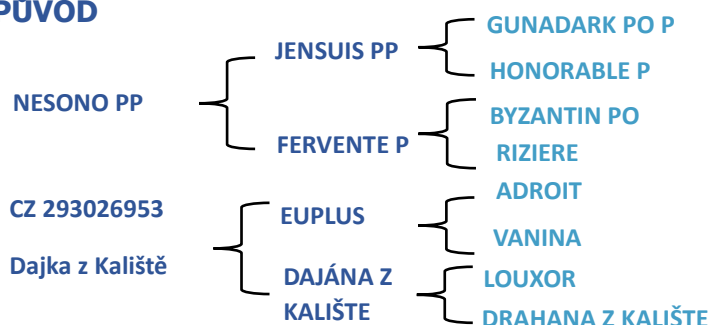 PŮVOD
GUNADARK PO P
JENSUIS PP
HONORABLE P
NESONO PP
BYZANTIN PO
FERVENTE P
RIZIERE
ADROIT
CZ 293026953
EUPLUS
VANINA
Dajka z Kaliště
DAJÁNA Z
KALIŠTE
LOUXOR
DRAHANA Z KALIŠTE